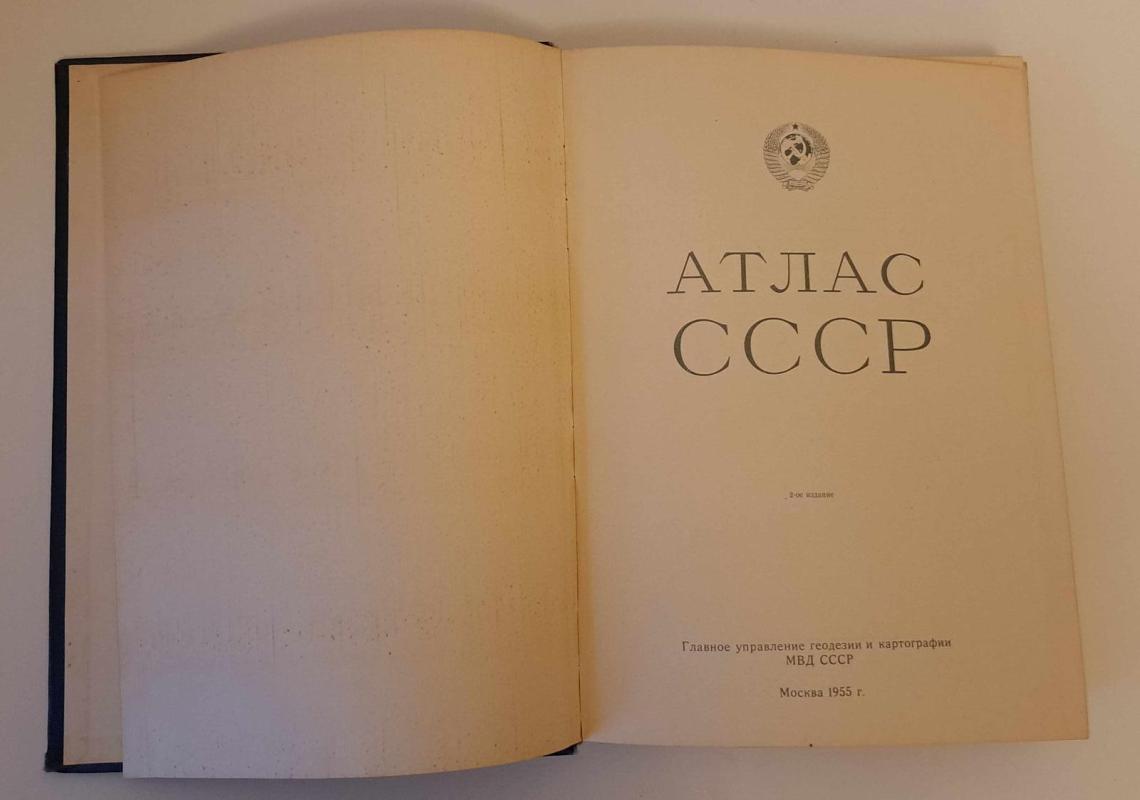 АТЛАС
СССР
2-ое издание
Главное управление геодезии и картографии
МВД СССР
Москва 1955 г.